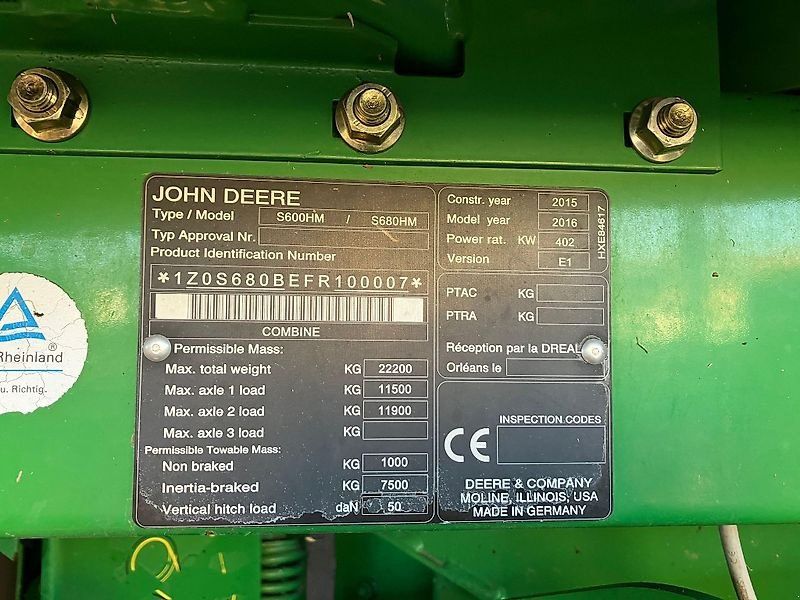 JOHN DEERE
Type / Model S600HM / S680HM
Typ Approval Nr.
Product Identification Number
*1Z0S680BEFR100007*
COMBINE
Permissible Mass:
Max. total weight KG 22200
Max. axle 1 load KG 11500
Max. axle 2 load KG 11900
Max. axle 3 load KG
Permissible Towable Mass:
Non braked KG 1000
Inertia-braked KG 7500
Vertical hitch load daN 50
Constr. year 2015
Model year 2016
Power rat. KW 402
Version E1
HXE84617
PTAC KG
PTRA KG
Réception par la DREAL
Orléans le
INSPECTION CODES
CE
DEERE & COMPANY
MOLINE, ILLINOIS, USA
MADE IN GERMANY
®
Rheinland
u. Richtig.